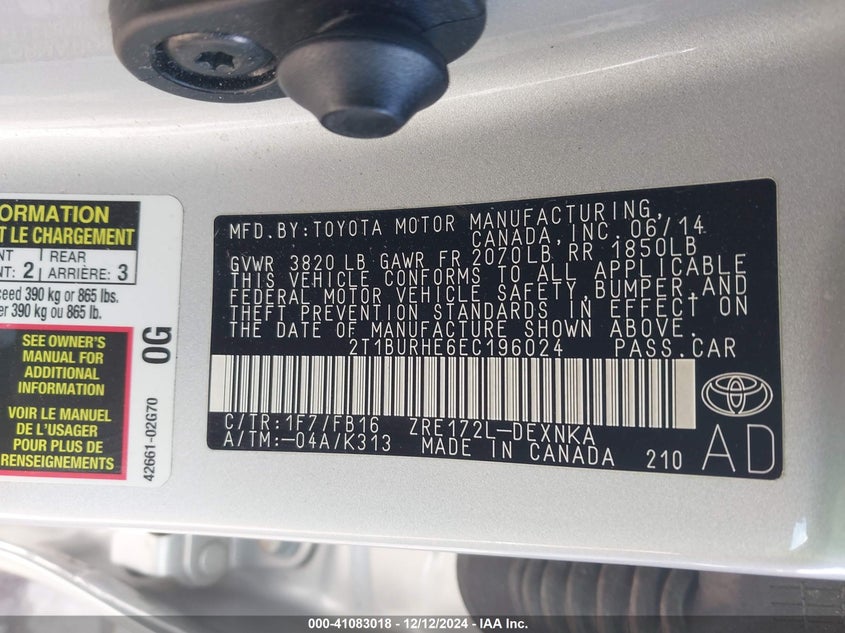 ORMATION
T LE CHARGEMENT
NT
NT: 2
REAR
ARRIÈRE: 3
ceed 390 kg or 865 lbs.
er 390 kg ou 865 lb.
SEE OWNER'S
MANUAL FOR
ADDITIONAL
INFORMATION
VOIR LE MANUEL
DE L'USAGER
POUR PLUS DE
RENSEIGNEMENTS
0G
42661-02G70
MFD. BY: TOYOTA MOTOR MANUFACTURING,
CANADA, INC. 06/14
GVWR 3820 LB GAWR FR 2070LB RR 1850LB
THIS VEHICLE CONFORMS TO ALL APPLICABLE
FEDERAL MOTOR VEHICLE SAFETY, BUMPER, AND
THEFT PREVENTION STANDARDS IN EFFECT ON
THE DATE OF MANUFACTURE SHOWN ABOVE.
2T1BURHE6EC196024 PASS. CAR
C/TR: 1F7/FB16 ZRE172L-DEXNKA
A/TM: -04A/K313 MADE IN CANADA 210
AD
000-41083018 - 12/12/2024 - IAA Inc.